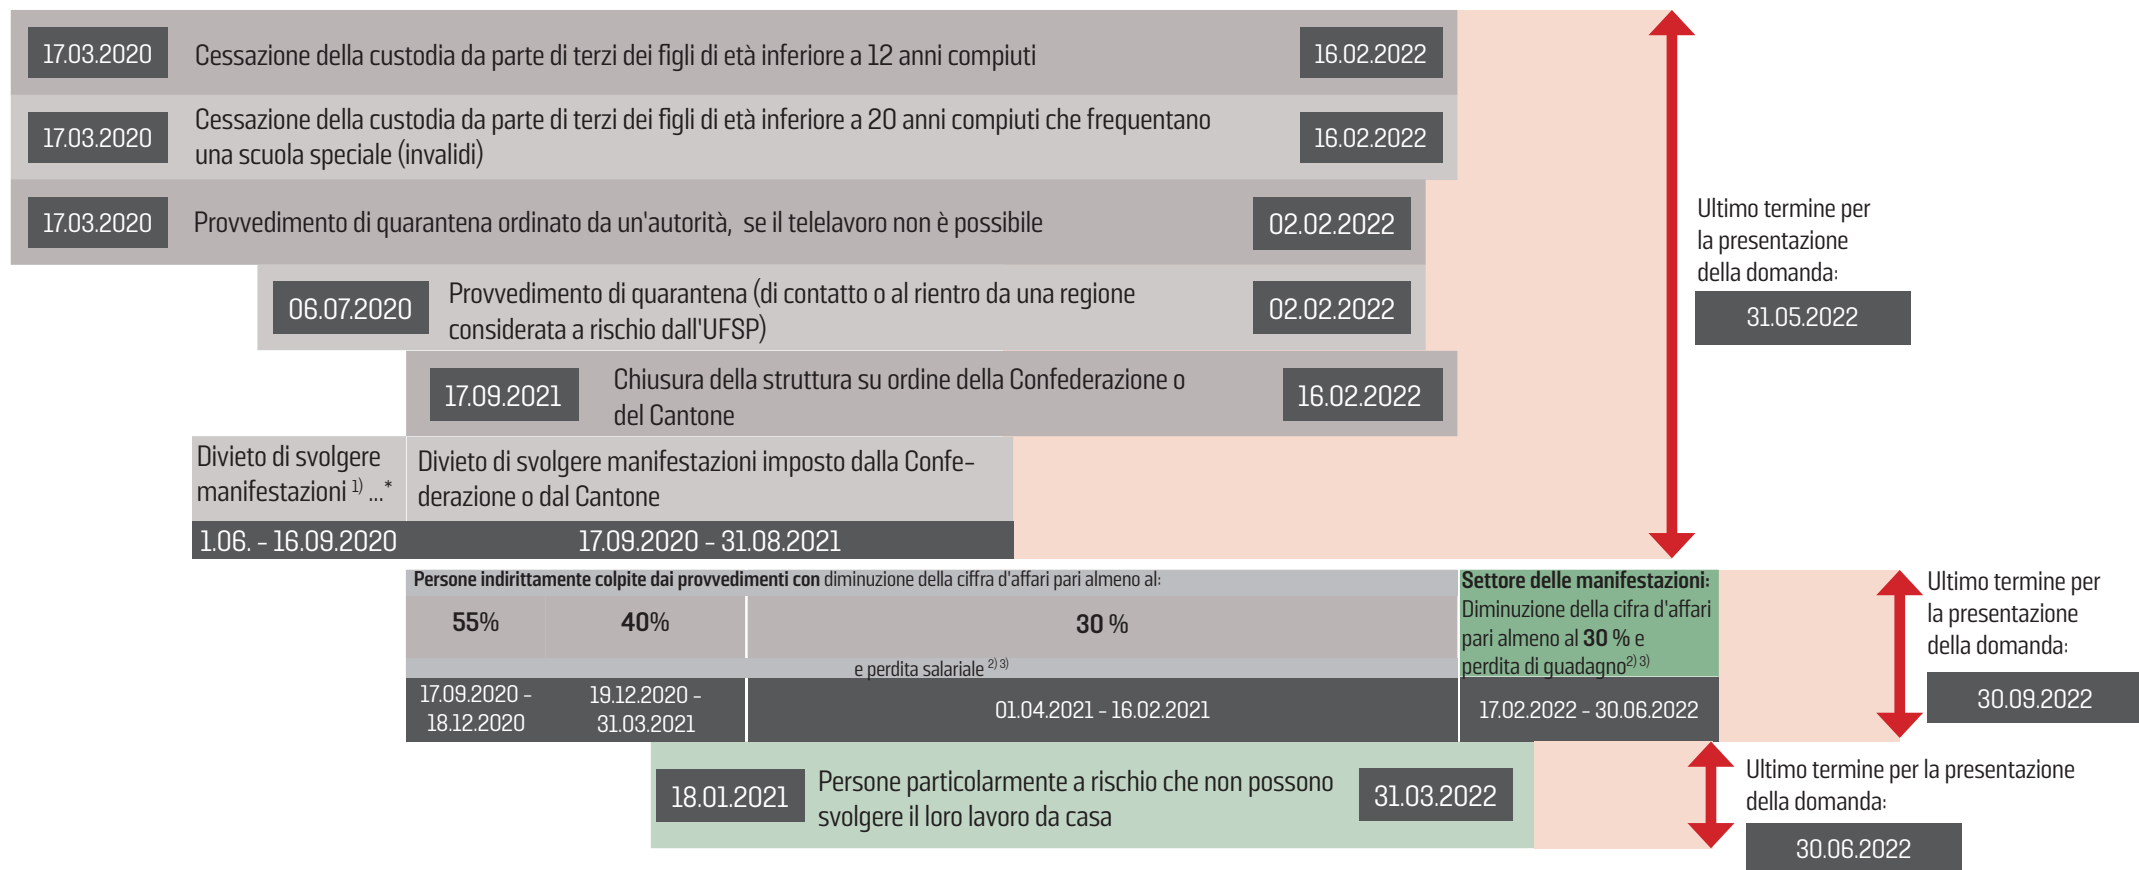 17.03.2020 Cessazione della custodia da parte di terzi dei figli di età inferiore a 12 anni compiuti 16.02.2022
17.03.2020 Cessazione della custodia da parte di terzi dei figli di età inferiore a 20 anni compiuti che frequentano
una scuola speciale (invalidi) 16.02.2022
17.03.2020 Provvedimento di quarantena ordinato da un'autorità, se il telelavoro non è possibile 02.02.2022
06.07.2020 Provvedimento di quarantena (di contatto o al rientro da una regione
considerata a rischio dall'UFSP) 02.02.2022
17.09.2021 Chiusura della struttura su ordine della Confederazione o
del Cantone 16.02.2022
Ultimo termine per
la presentazione
della domanda:
31.05.2022
Divieto di svolgere
manifestazioni 1) ...*
1.06. - 16.09.2020
Divieto di svolgere manifestazioni imposto dalla Confe-
derazione o dal Cantone
17.09.2020 - 31.08.2021
Persone indirittamente colpite dai provvedimenti con diminuzione della ciffra d'affari pari almeno al:
55% 40% 30 %
e perdita salariale 2) 3)
17.09.2020 -
18.12.2020
19.12.2020 -
31.03.2021
01.04.2021 - 16.02.2021
Settore delle manifestazioni:
Diminuzione della cifra d'affari
pari almeno al 30 % e
perdita di guadagno2) 3)
17.02.2022 - 30.06.2022
Ultimo termine per
la presentazione
della domanda:
30.09.2022
18.01.2021 Persone particolarmente a rischio che non possono
svolgere il loro lavoro da casa 31.03.2022
Ultimo termine per la presentazione
della domanda:
30.06.2022